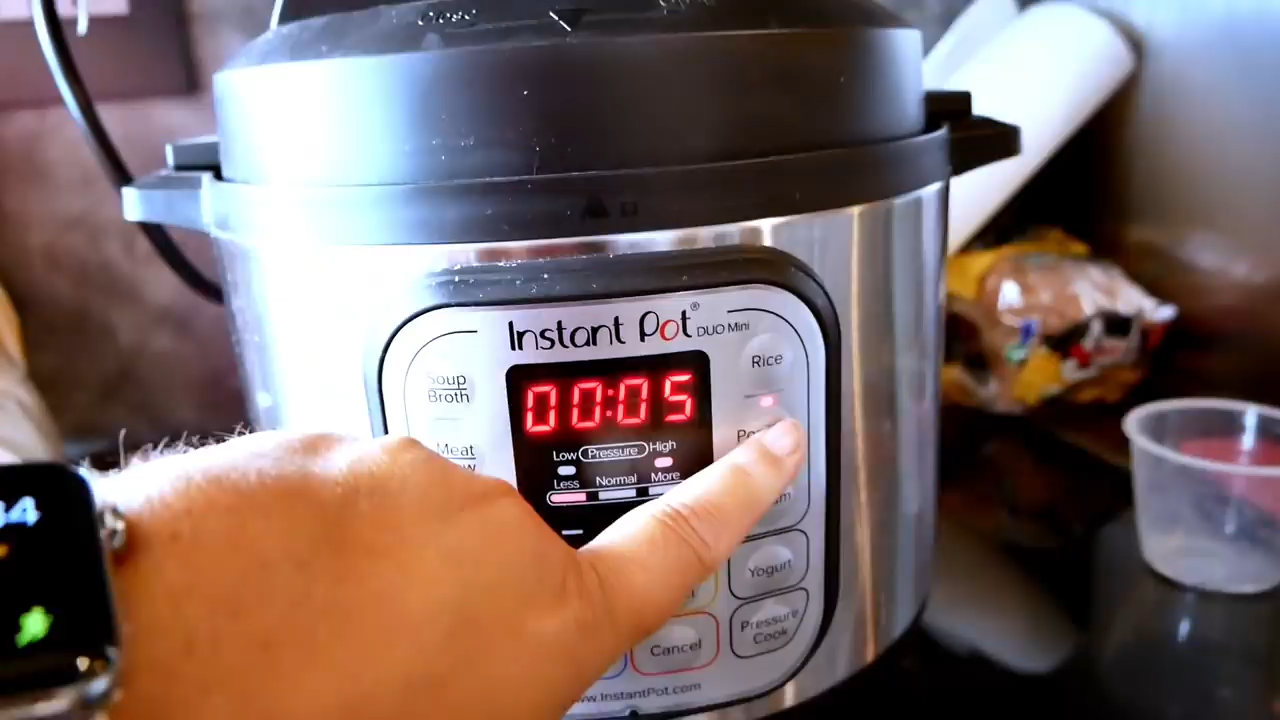 Instant Pot® DUO Mini
Rice
Soup
Broth
00:05
Low Pressure High
Less Normal More
Meat
Yogurt
Pressure
Cook
Cancel
www.InstantPot.com